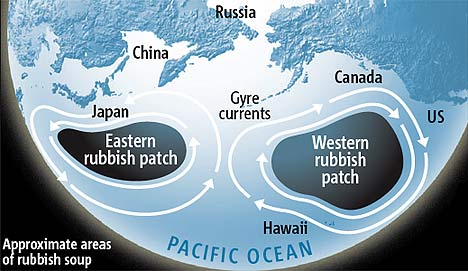 Russia
China
Canada
Japan
Gyre
currents
US
Eastern
rubbish patch
Western
rubbish
patch
Hawaii
Approximate areas
of rubbish soup
PACIFIC OCEAN